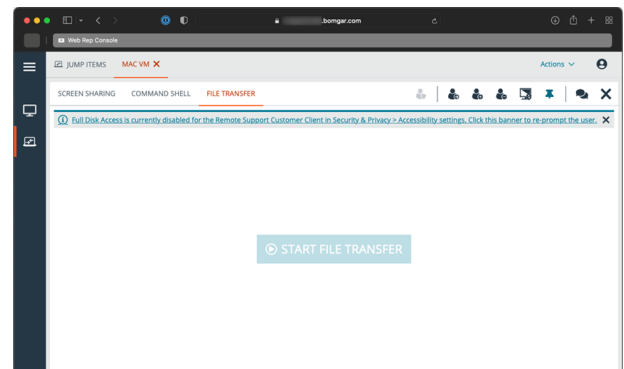 .bomgar.com
Web Rep Console
JUMP ITEMS MAC VM
Actions
SCREEN SHARING COMMAND SHELL FILE TRANSFER
Full Disk Access is currently disabled for the Remote Support Customer Client in Security & Privacy > Accessibility settings. Click this banner to re-prompt the user.
START FILE TRANSFER